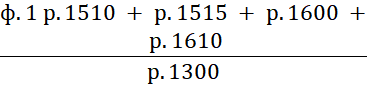 ф. 1 р. 1510 + р. 1515 + р. 1600 +
р. 1610
р. 1300